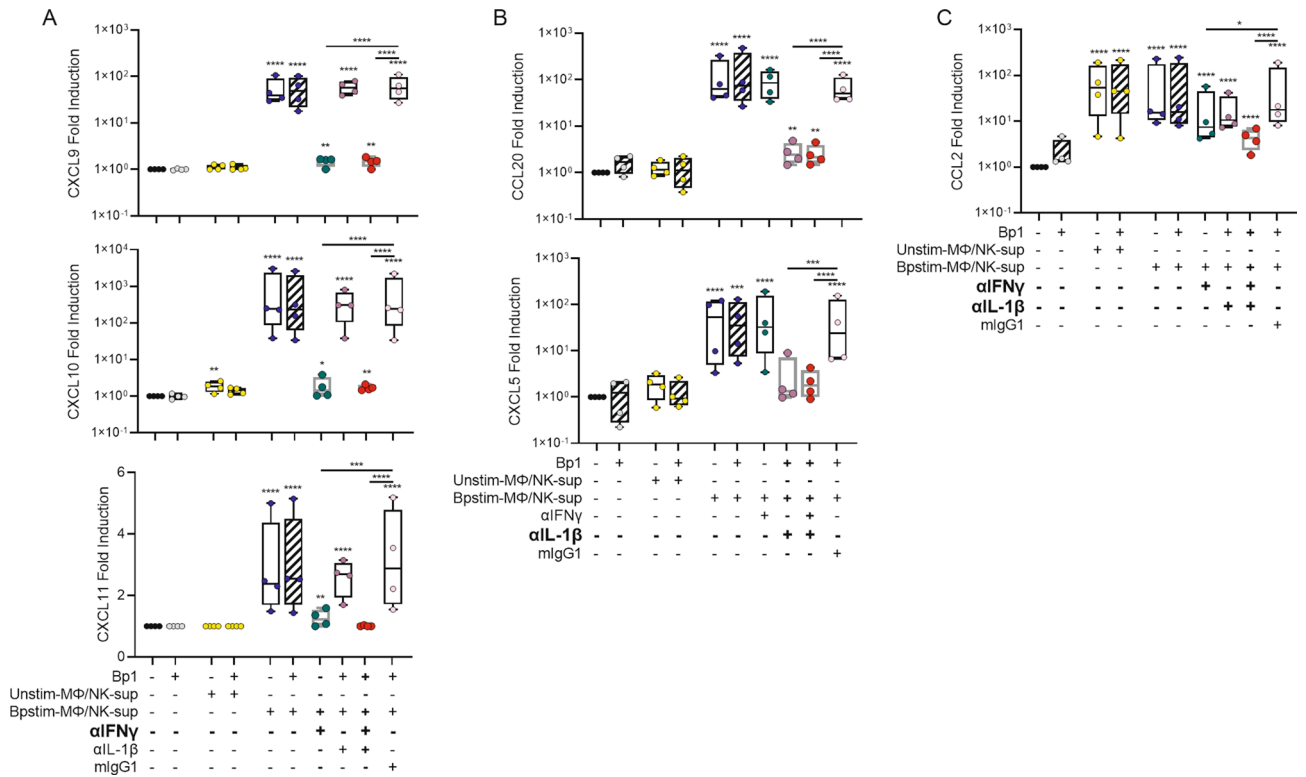 A
CXCL9 Fold Induction
1×10³
1×10²
1×10¹
1×10⁰
1×10⁻¹
****
****
**** **** **** ****
** **
CXCL10 Fold Induction
1×10⁴
1×10³
1×10²
1×10¹
1×10⁰
1×10⁻¹
****
****
**** **** **** ****
** * **
CXCL11 Fold Induction
6
4
2
0
***
****
**** **** ****
****
**
Bp1 - + - + - + - + + +
Unstim-MΦ/NK-sup - - + + - - - - - -
Bpstim-MΦ/NK-sup - - - - + + + + + +
αIFNγ - - - - - - + - + -
αIL-1β - - - - - - - + + -
mIgG1 - - - - - - - - - +
B
CCL20 Fold Induction
1×10³
1×10²
1×10¹
1×10⁰
1×10⁻¹
****
****
**** **** **** ****
** **
CXCL5 Fold Induction
1×10³
1×10²
1×10¹
1×10⁰
1×10⁻¹
***
****
**** *** **** ****
Bp1 - + - + - + - + + +
Unstim-MΦ/NK-sup - - + + - - - - - -
Bpstim-MΦ/NK-sup - - - - + + + + + +
αIFNγ - - - - - - + - + -
αIL-1β - - - - - - - + + -
mIgG1 - - - - - - - - - +
C
CCL2 Fold Induction
1×10³
1×10²
1×10¹
1×10⁰
1×10⁻¹
*
****
**** **** **** **** ****
**** ****
****
Bp1 - + - + - + - + + +
Unstim-MΦ/NK-sup - - + + - - - - - -
Bpstim-MΦ/NK-sup - - - - + + + + + +
αIFNγ - - - - - - + - + -
αIL-1β - - - - - - - + + -
mIgG1 - - - - - - - - - +